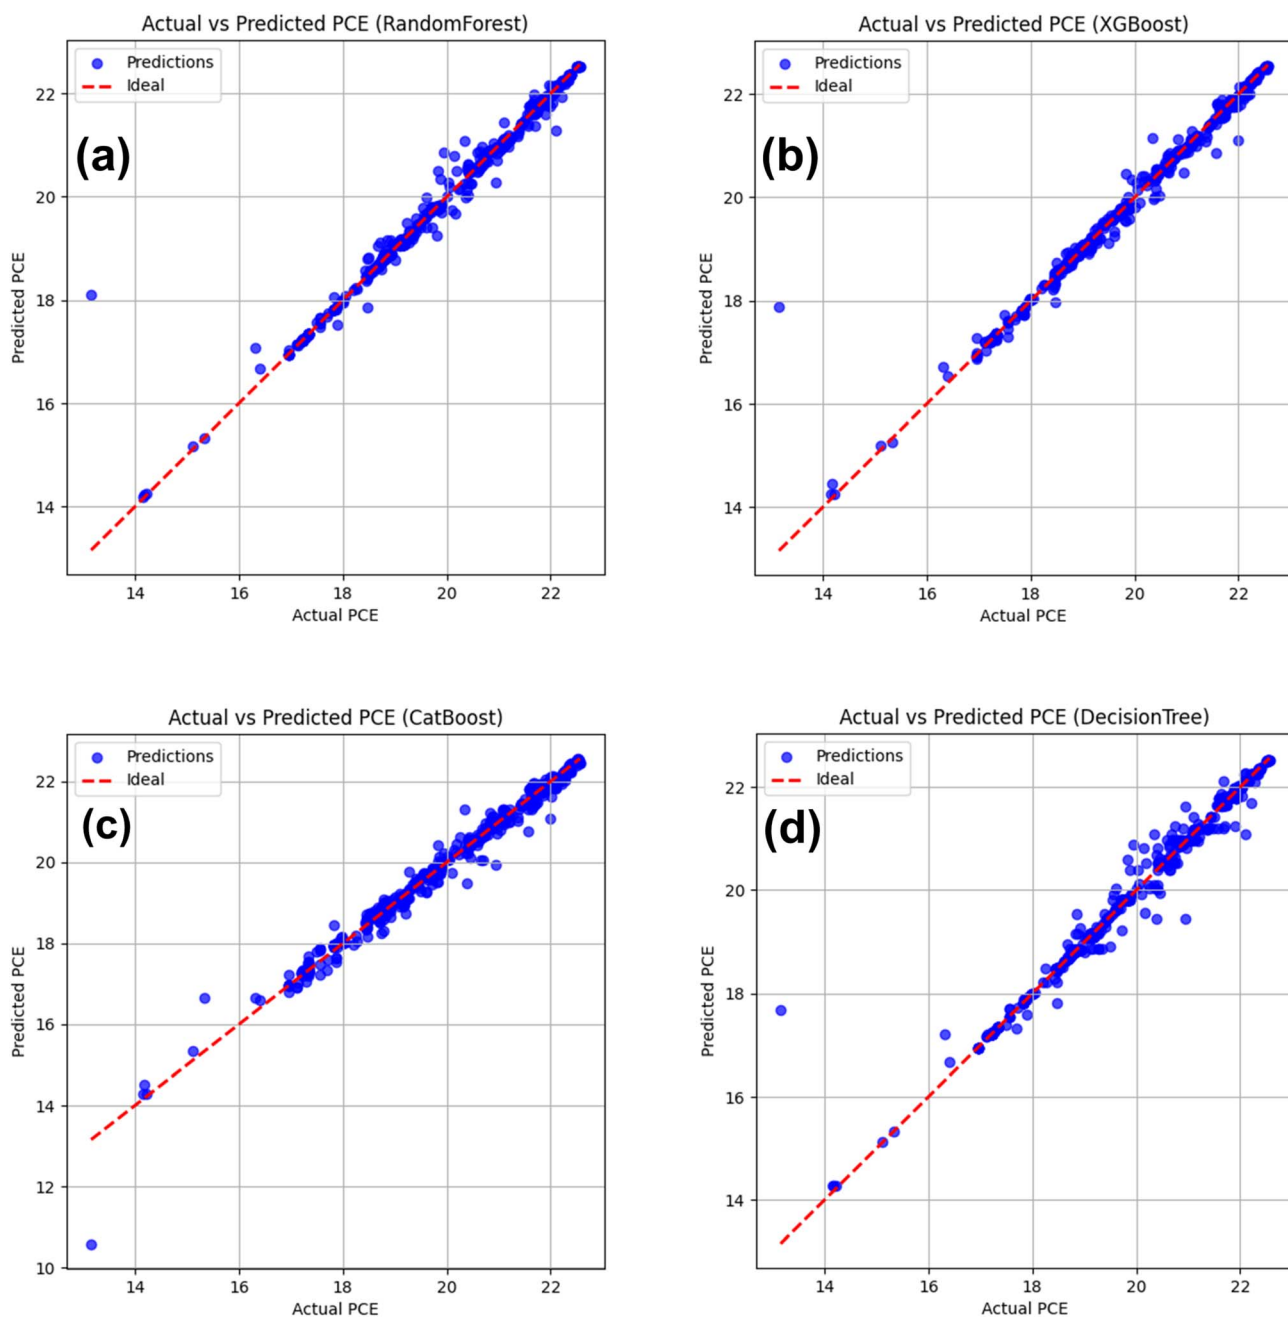 Actual vs Predicted PCE (RandomForest)
Predictions
Ideal
(a)
22
20
18
16
14
Predicted PCE
14 16 18 20 22
Actual PCE
Actual vs Predicted PCE (XGBoost)
Predictions
Ideal
(b)
22
20
18
16
14
Predicted PCE
14 16 18 20 22
Actual PCE
Actual vs Predicted PCE (CatBoost)
Predictions
Ideal
(c)
22
20
18
16
14
12
10
Predicted PCE
14 16 18 20 22
Actual PCE
Actual vs Predicted PCE (DecisionTree)
Predictions
Ideal
(d)
22
20
18
16
14
Predicted PCE
14 16 18 20 22
Actual PCE